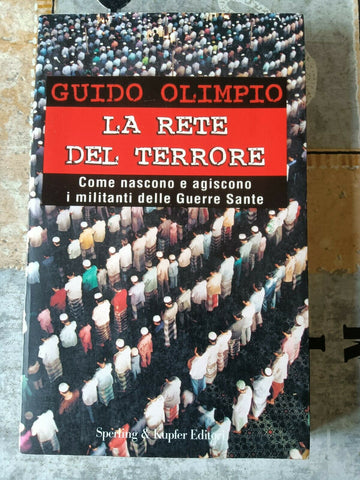 GUIDO OLIMPIO
LA RETE
DEL TERRORE
Come nascono e agiscono
i militanti delle Guerre Sante
Sperling & Kupfer Editori